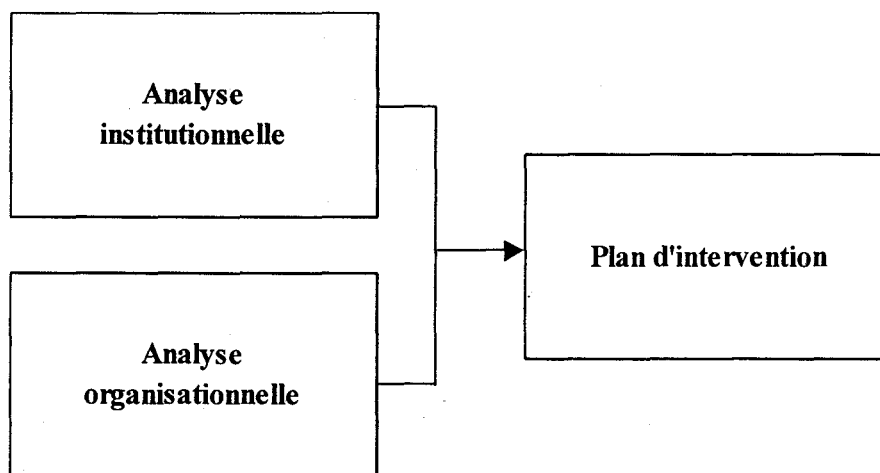 Analyse
institutionnelle
Plan d'intervention
Analyse
organisationnelle